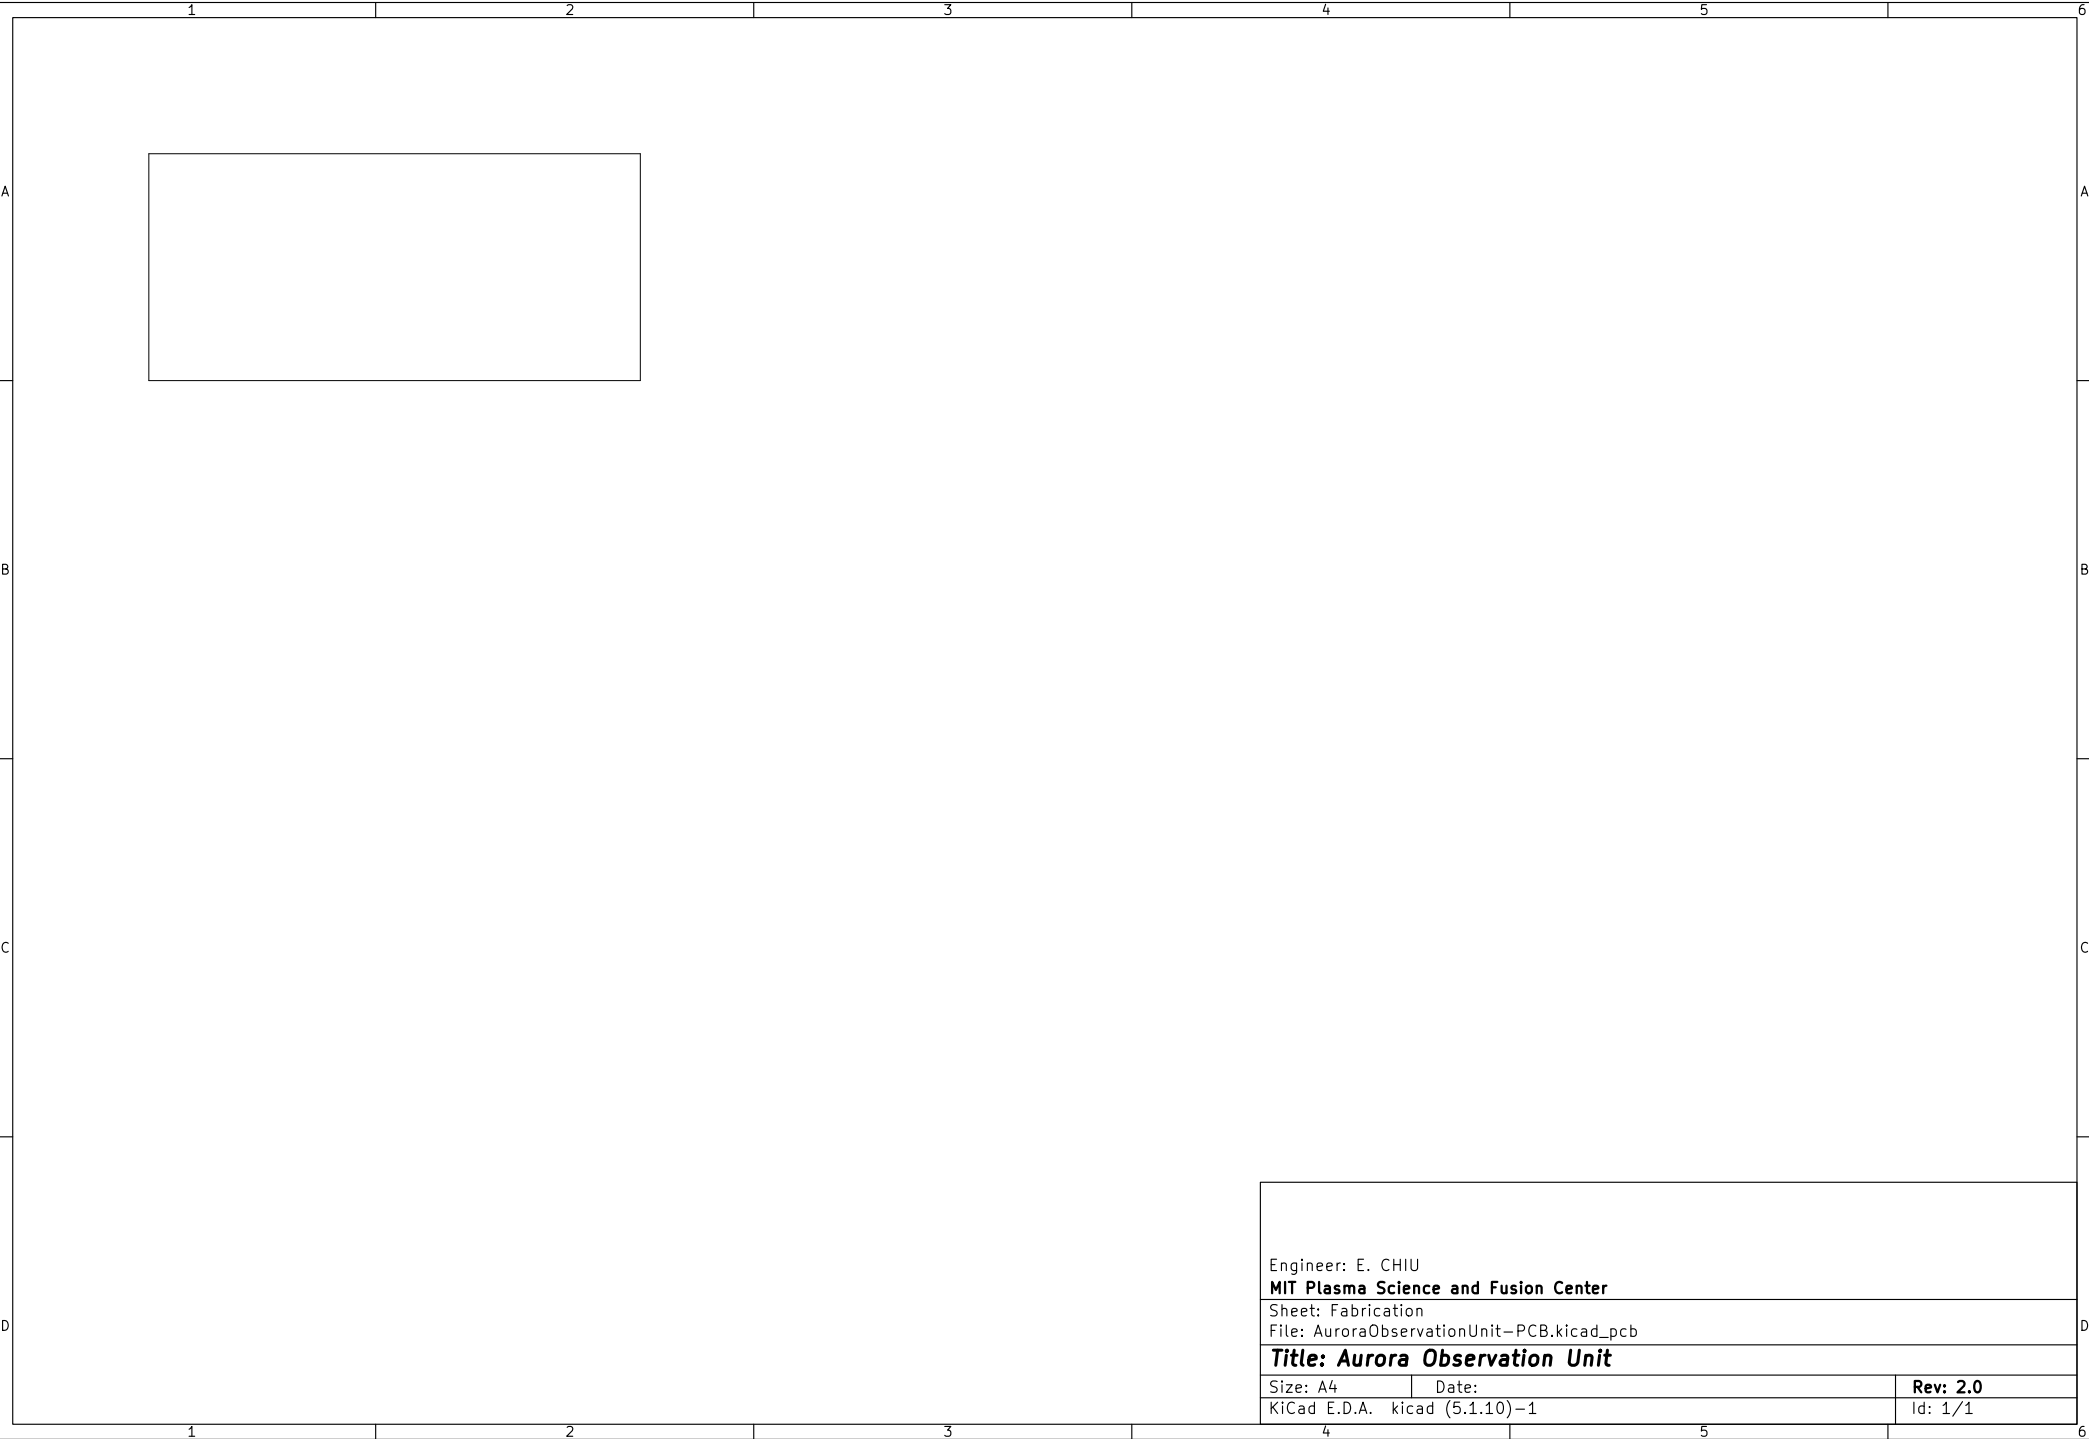 1 2 3 4 5 6
A A
B B
C C
Engineer: E. CHIU
MIT Plasma Science and Fusion Center
Sheet: Fabrication
D D
File: AuroraObservationUnit-PCB.kicad_pcb
Title: Aurora Observation Unit
Size: A4 Date: Rev: 2.0
KiCad E.D.A. kicad (5.1.10)-1 Id: 1/1
1 2 3 4 5 6